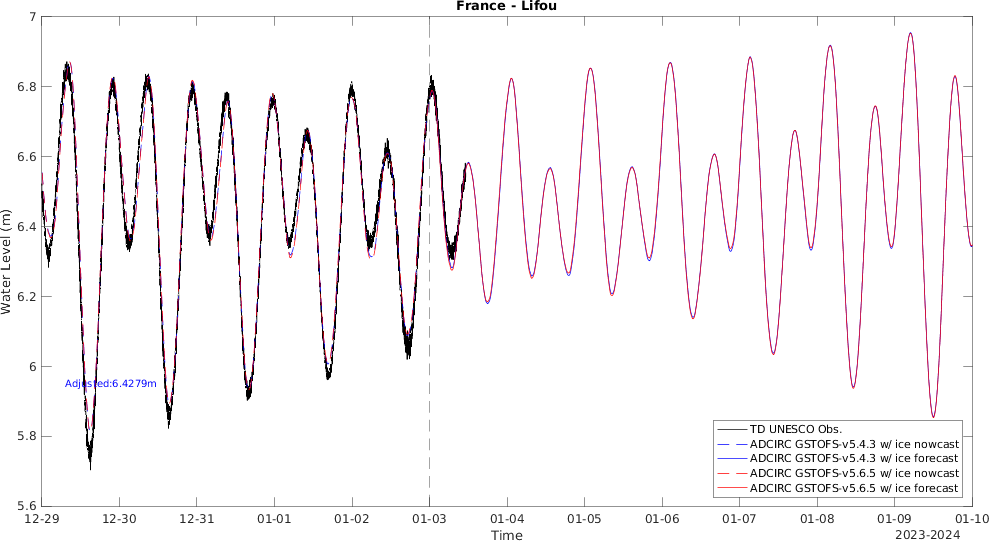 France - Lifou
Water Level (m)
7
6.8
6.6
6.4
6.2
6
5.8
5.6
Adjusted:6.4279m
TD UNESCO Obs.
ADCIRC GSTOFS-v5.4.3 w/ ice nowcast
ADCIRC GSTOFS-v5.4.3 w/ ice forecast
ADCIRC GSTOFS-v5.6.5 w/ ice nowcast
ADCIRC GSTOFS-v5.6.5 w/ ice forecast
12-29 12-30 12-31 01-01 01-02 01-03 01-04 01-05 01-06 01-07 01-08 01-09 01-10
Time
2023-2024